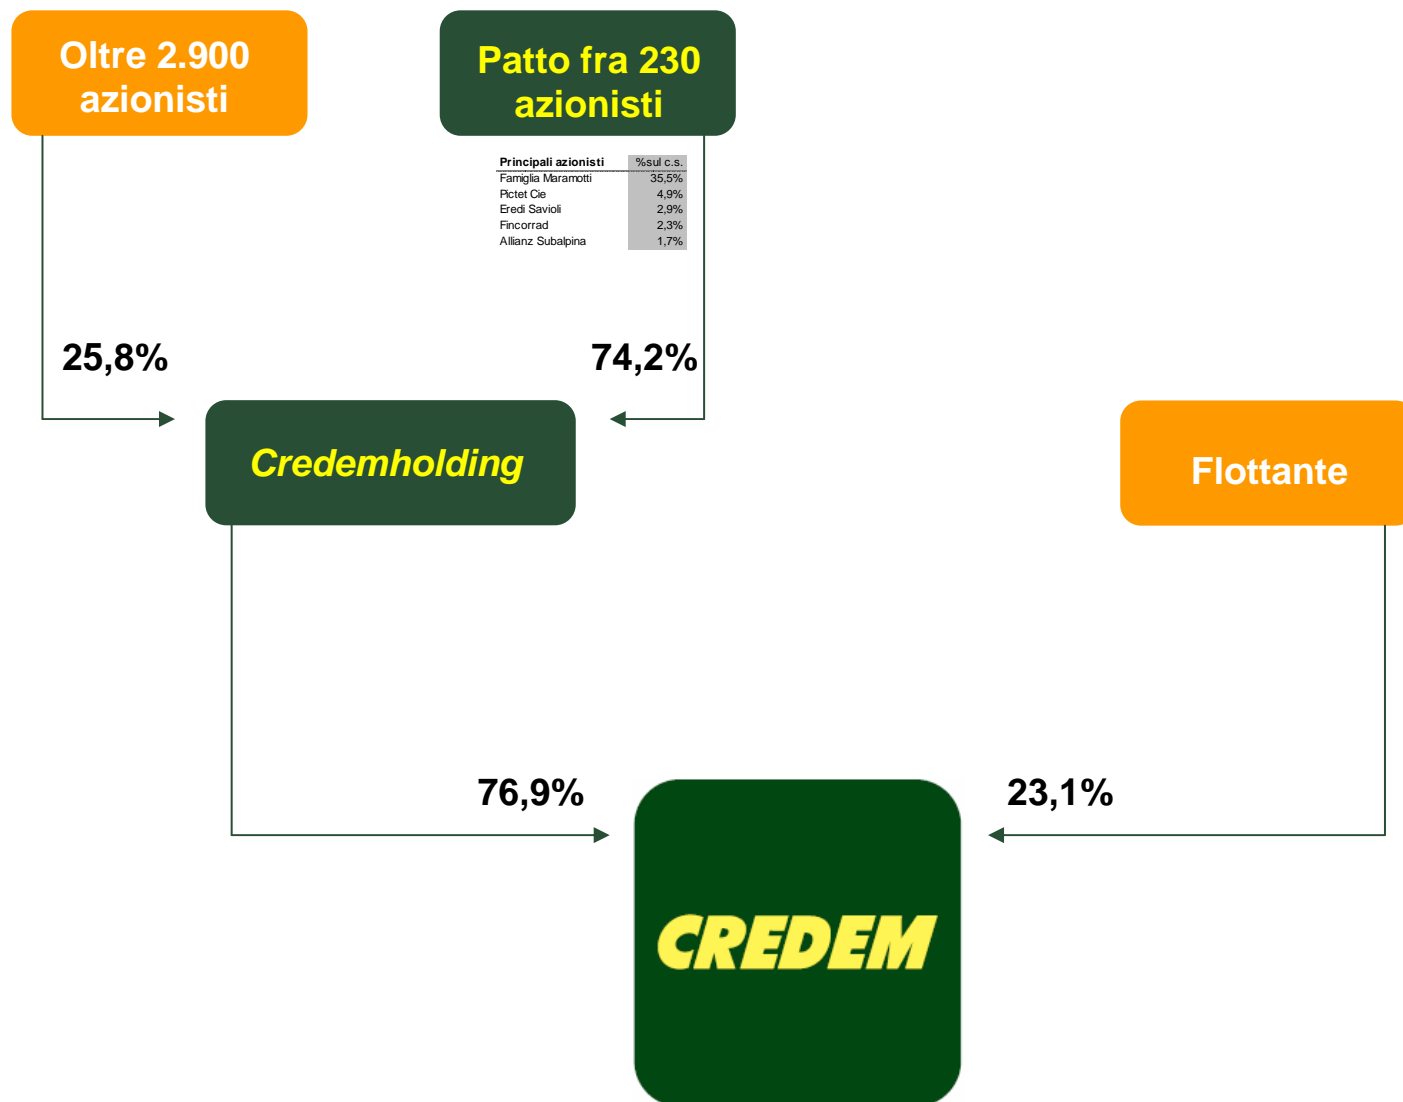 Oltre 2.900
azionisti
Patto fra 230
azionisti
Principali azionisti %sul c.s.
Famiglia Maramotti 35,5%
Pictet Cie 4,9%
Eredi Savioli 2,9%
Fincorrad 2,3%
Allianz Subalpina 1,7%
25,8%
74,2%
Credemholding
Flottante
76,9%
23,1%
CREDEM